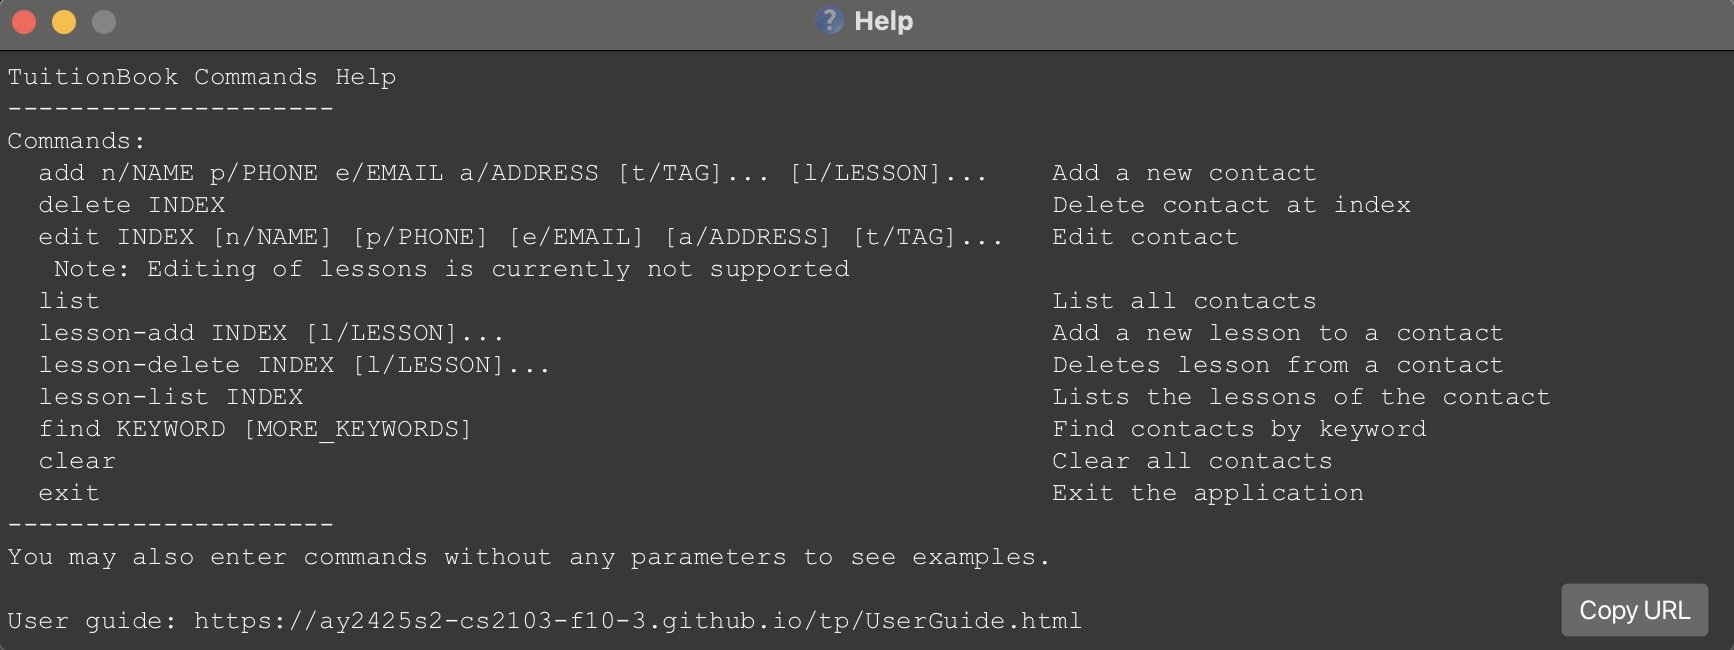 Help
TuitionBook Commands Help
---------------------
Commands:
add n/NAME p/PHONE e/EMAIL a/ADDRESS [t/TAG]... [l/LESSON]... Add a new contact
delete INDEX Delete contact at index
edit INDEX [n/NAME] [p/PHONE] [e/EMAIL] [a/ADDRESS] [t/TAG]... Edit contact
Note: Editing of lessons is currently not supported
list List all contacts
lesson-add INDEX [l/LESSON]... Add a new lesson to a contact
lesson-delete INDEX [l/LESSON]... Deletes lesson from a contact
lesson-list INDEX Lists the lessons of the contact
find KEYWORD [MORE_KEYWORDS] Find contacts by keyword
clear Clear all contacts
exit Exit the application
---------------------
You may also enter commands without any parameters to see examples.
User guide: https://ay2425s2-cs2103-f10-3.github.io/tp/UserGuide.html
Copy URL